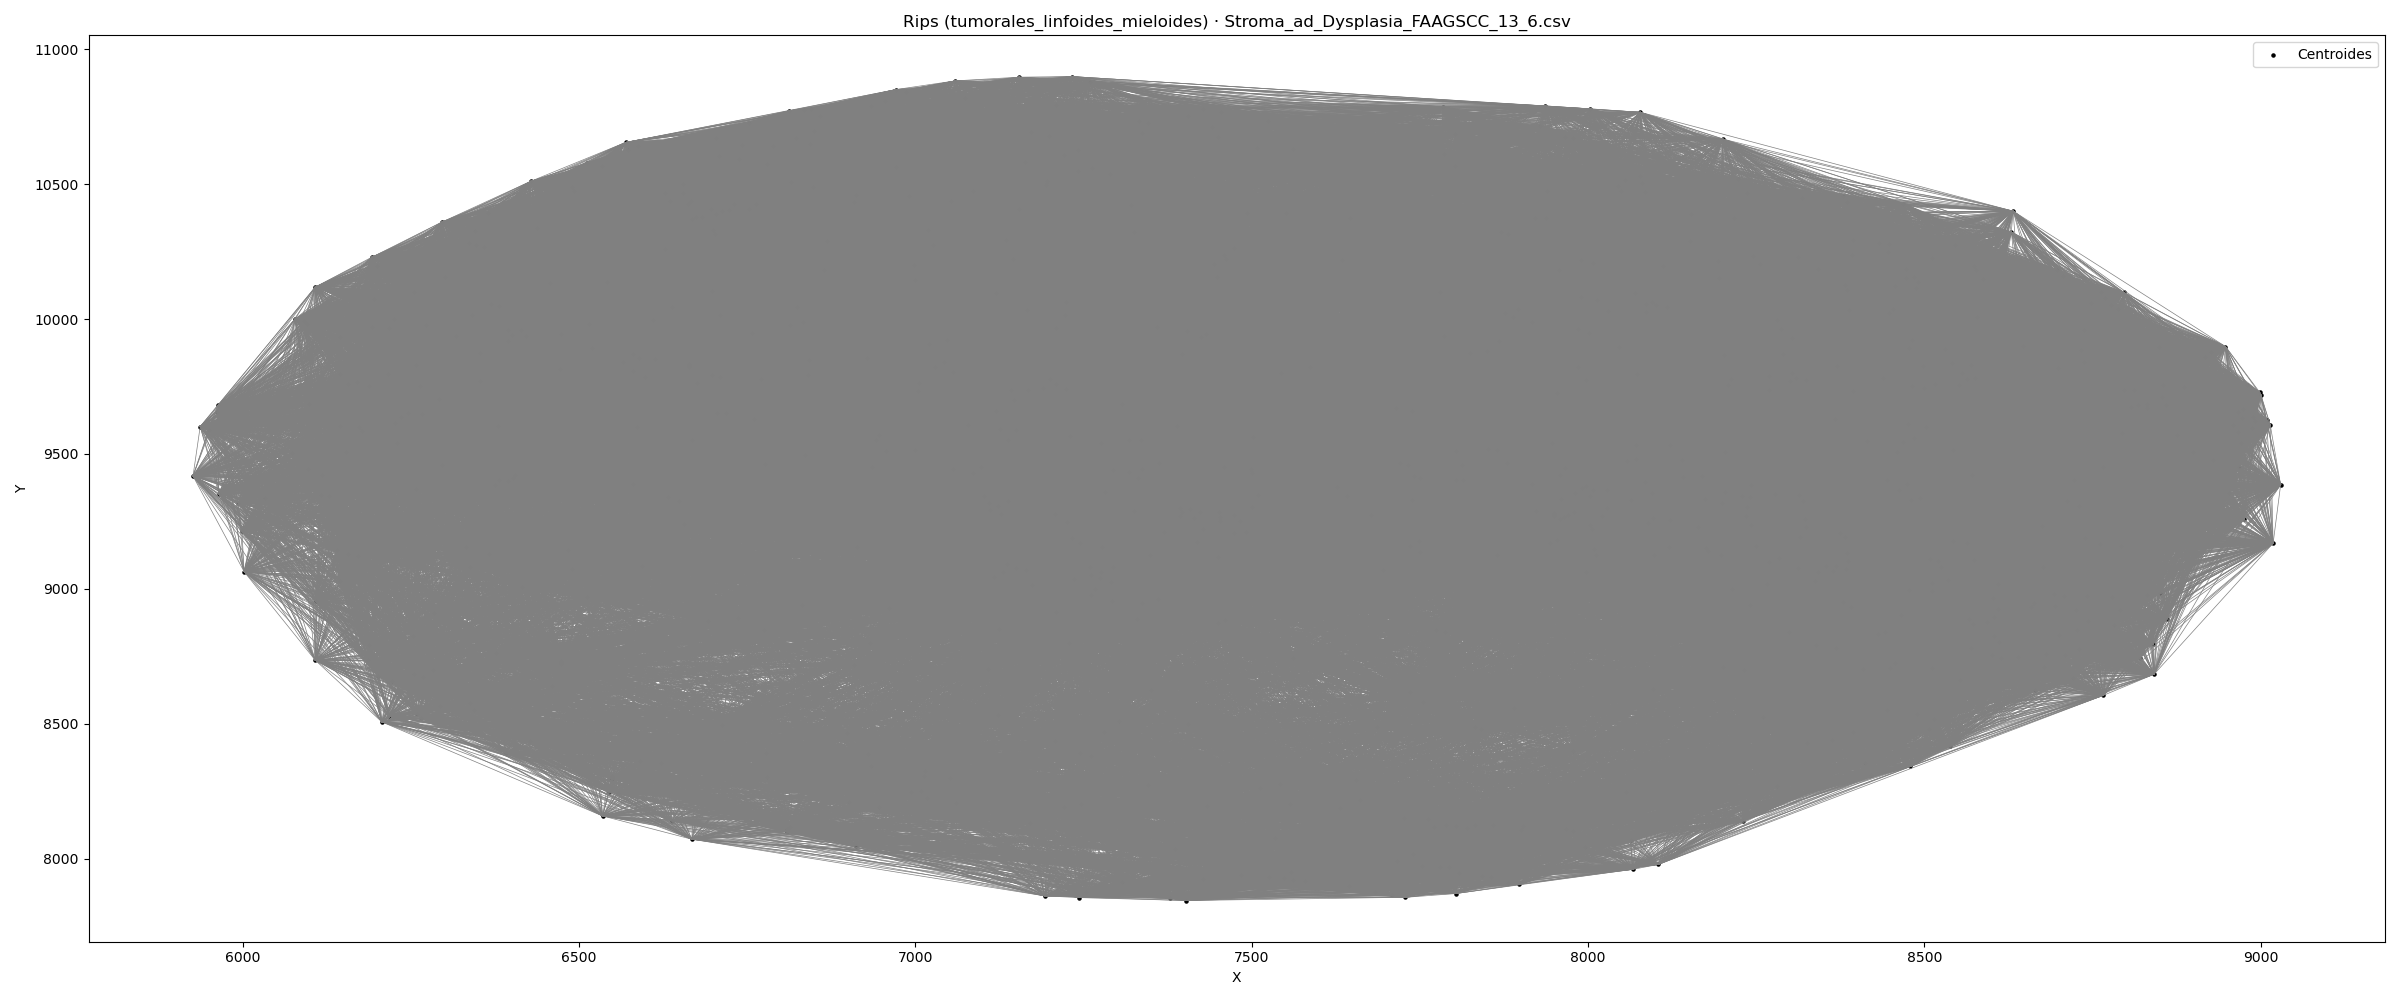 Rips (tumorales_linfoides_mieloides) · Stroma_ad_Dysplasia_FAAGSCC_13_6.csv
Centroides
11000
10500
10000
9500
9000
8500
8000
Y
6000 6500 7000 7500 8000 8500 9000
X